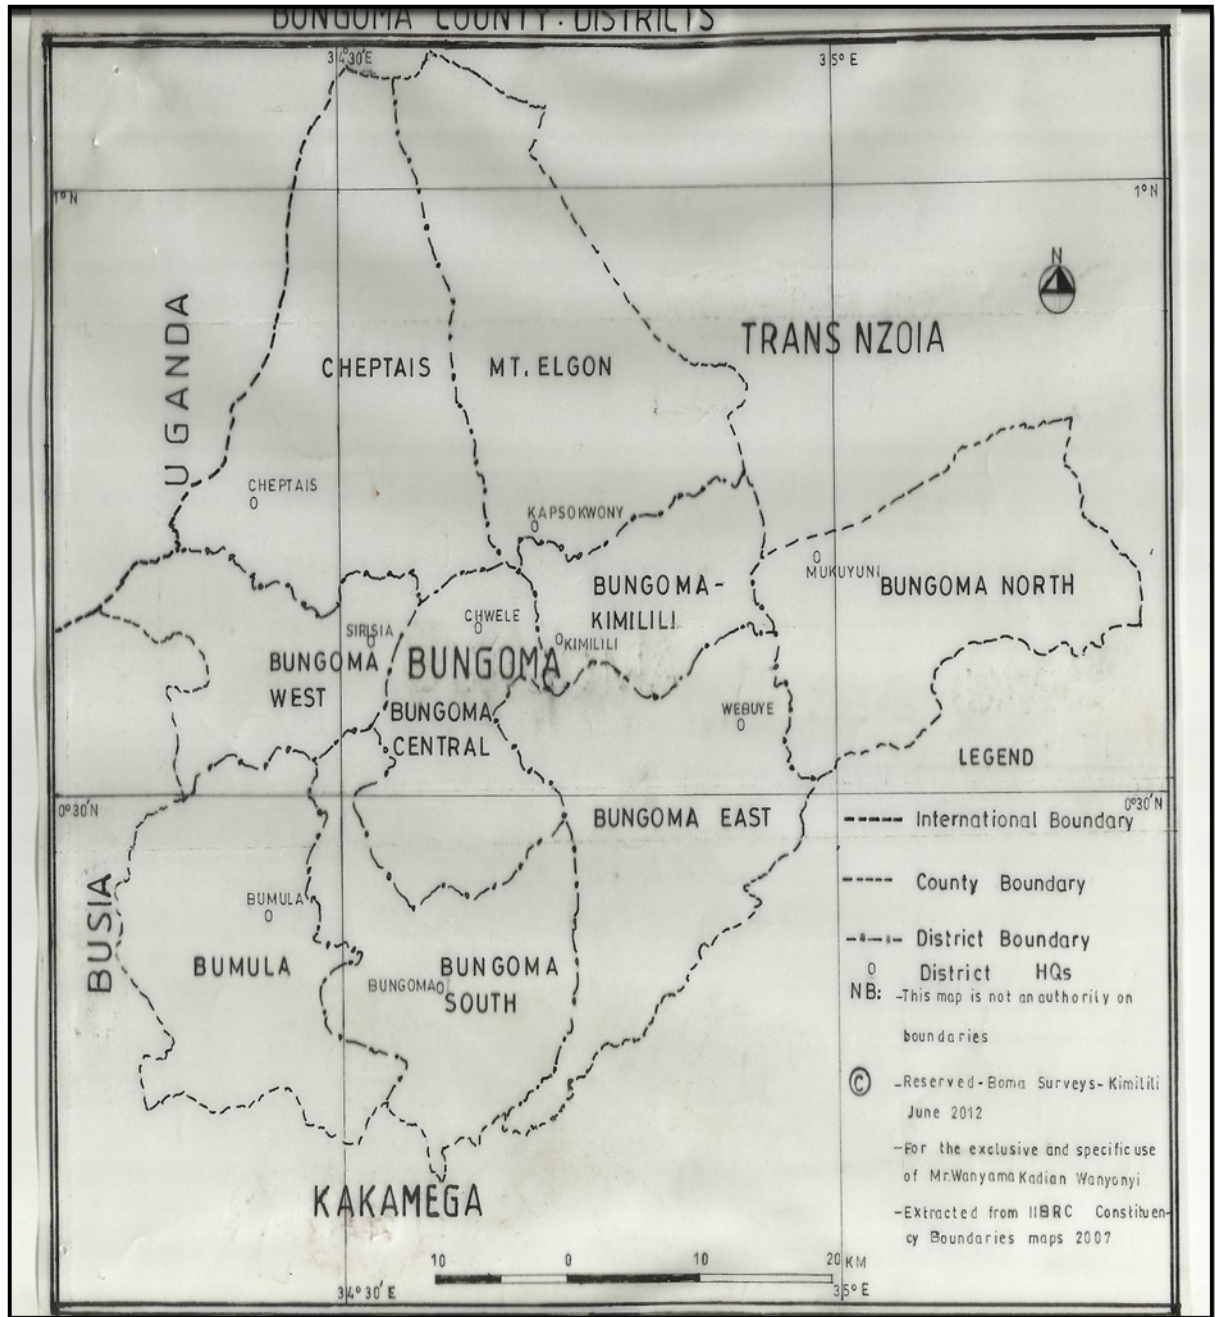 BUNGOMA COUNTY: DISTRICTS
34°30'E
35° E
1° N
1° N
N
UGANDA
TRANS NZOIA
CHEPTAIS
MT. ELGON
CHEPTAIS
KAPSOKWONY
MUKUYUNI
BUNGOMA NORTH
BUNGOMA-
KIMILILI
CHWELE
SIRISIA
KIMILILI
BUNGOMA
WEST
BUNGOMA
BUNGOMA
CENTRAL
WEBUYE
LEGEND
0°30'N
0°30'N
BUNGOMA EAST
International Boundary
County Boundary
District Boundary
District HQs
NB: -This map is not an authority on
boundaries
© -Reserved-Boma Surveys-Kimilili
June 2012
-For the exclusive and specific use
of Mr. Wanyama Kadian Wanyonyi
-Extracted from IIBRC Constituen-
cy Boundaries maps 2007
BUSIA
BUMULA
BUMULA
BUNGOMA
SOUTH
BUNGOMA
KAKAMEGA
10 0 10 20 KM
34°30'E
35°E